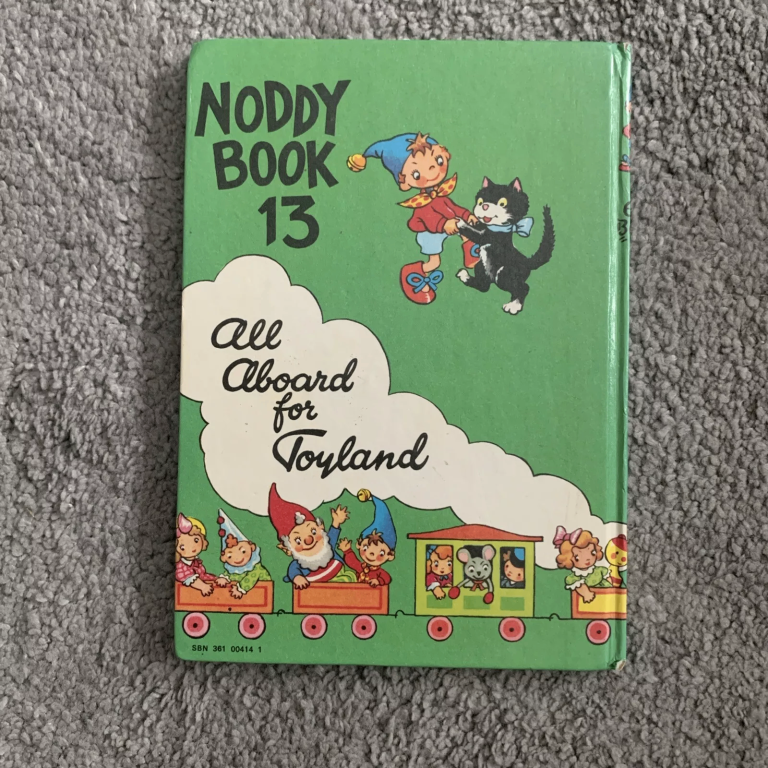 NODDY
BOOK
13
All
Aboard
for
Toyland
SBN 361 00414 1